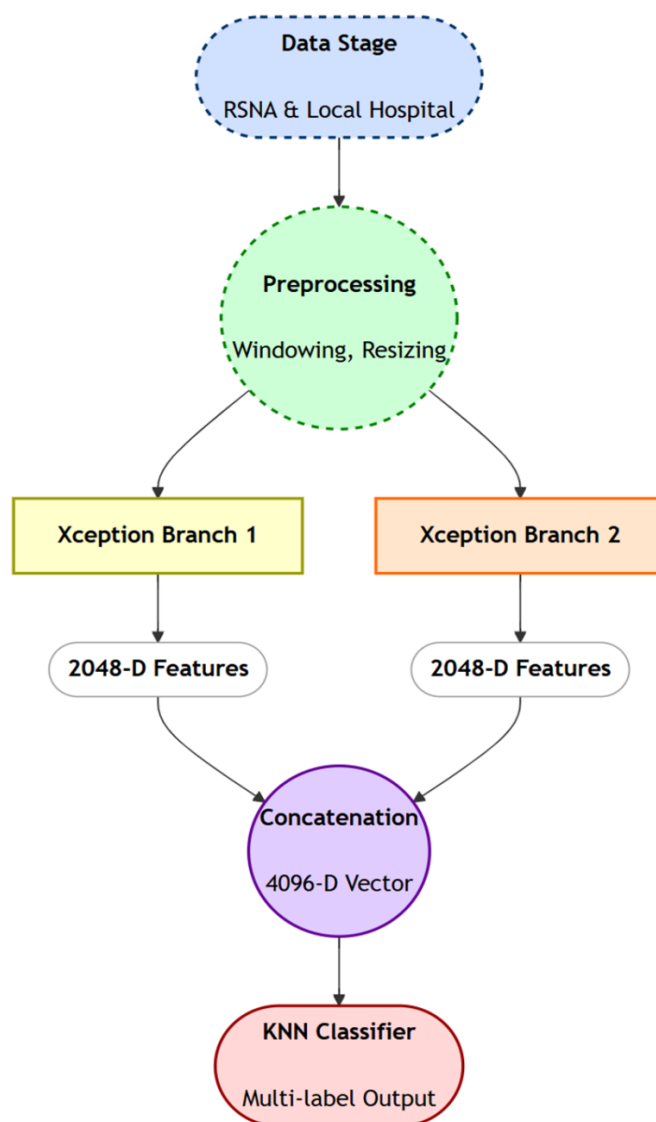 Data Stage
RSNA & Local Hospital
Preprocessing
Windowing, Resizing
Xception Branch 1
Xception Branch 2
2048-D Features
2048-D Features
Concatenation
4096-D Vector
KNN Classifier
Multi-label Output